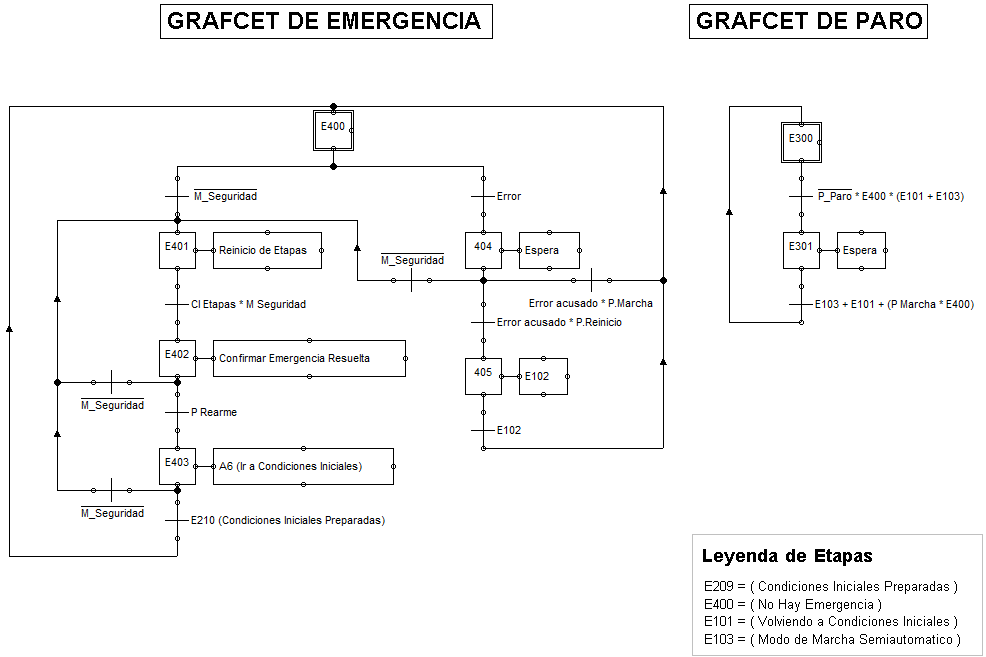 GRAFCET DE EMERGENCIA
GRAFCET DE PARO
E400
M_Seguridad
Error
E401
Reinicio de Etapas
M_Seguridad
404
Espera
CI Etapas * M Seguridad
Error acusado * P.Marcha
Error acusado * P.Reinicio
E402
Confirmar Emergencia Resuelta
405
E102
M_Seguridad
P Rearme
E102
E403
A6 (Ir a Condiciones Iniciales)
M_Seguridad
E210 (Condiciones Iniciales Preparadas)
E300
P_Paro * E400 * (E101 + E103)
E301
Espera
E103 + E101 + (P Marcha * E400)
Leyenda de Etapas
E209 = ( Condiciones Iniciales Preparadas )
E400 = ( No Hay Emergencia )
E101 = ( Volviendo a Condiciones Iniciales )
E103 = ( Modo de Marcha Semiautomatico )